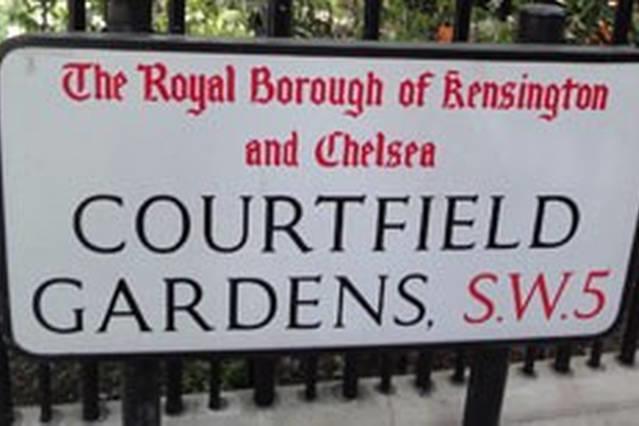 The Royal Borough of Kensington
and Chelsea
COURTFIELD
GARDENS, S.W.5